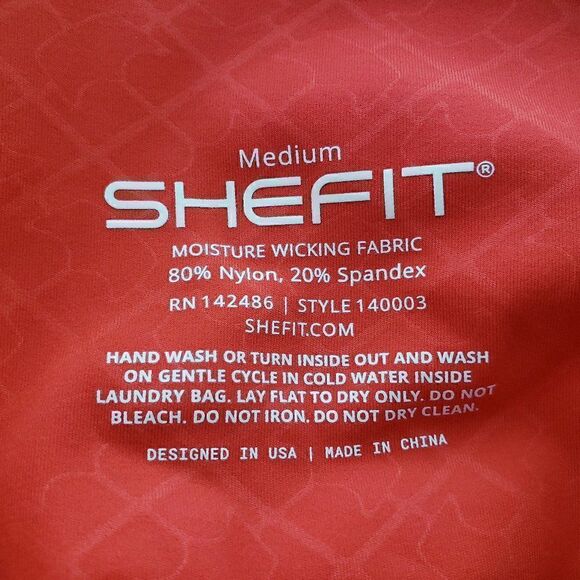 Medium
SHEFIT®
MOISTURE WICKING FABRIC
80% Nylon, 20% Spandex
RN 142486 | STYLE 140003
SHEFIT.COM
HAND WASH OR TURN INSIDE OUT AND WASH
ON GENTLE CYCLE IN COLD WATER INSIDE
LAUNDRY BAG. LAY FLAT TO DRY ONLY. DO NOT
BLEACH. DO NOT IRON. DO NOT DRY CLEAN.
DESIGNED IN USA | MADE IN CHINA